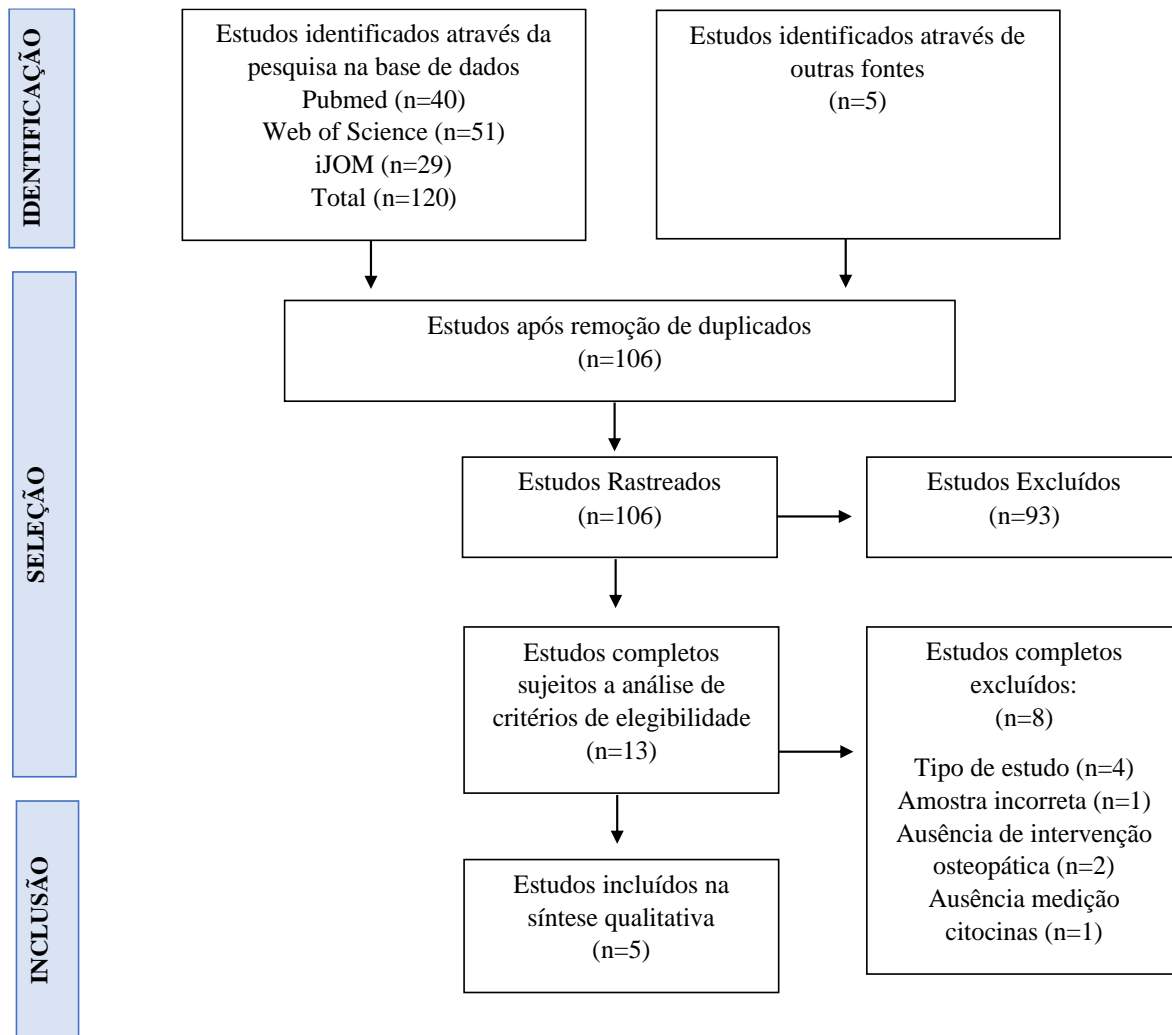 IDENTIFICAÇÃO
Estudos identificados através da
pesquisa na base de dados
Pubmed (n=40)
Web of Science (n=51)
iJOM (n=29)
Total (n=120)
Estudos identificados através de
outras fontes
(n=5)
SELEÇÃO
Estudos após remoção de duplicados
(n=106)
Estudos Rastreados
(n=106)
Estudos Excluídos
(n=93)
Estudos completos
sujeitos a análise de
critérios de elegibilidade
(n=13)
Estudos completos
excluídos:
(n=8)
Tipo de estudo (n=4)
Amostra incorreta (n=1)
Ausência de intervenção
osteopática (n=2)
Ausência medição
citocinas (n=1)
INCLUSÃO
Estudos incluídos na
síntese qualitativa
(n=5)